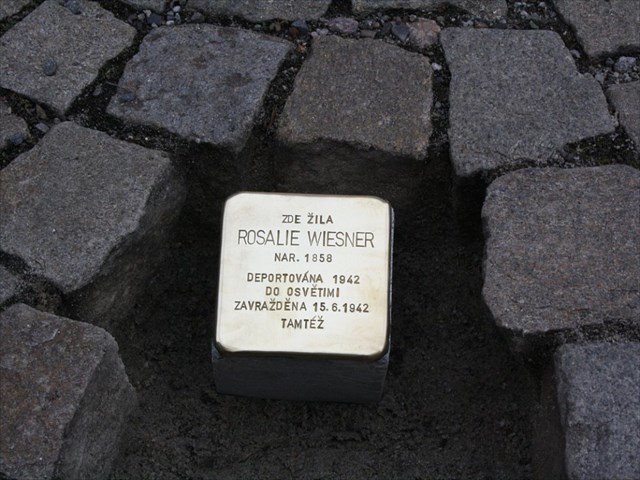 ZDE ŽILA
ROSALIE WIESNER
NAR. 1858
DEPORTOVÁNA 1942
DO OSVĚTIMI
ZAVRAŽDĚNA 15.6.1942
TAMTÉŽ